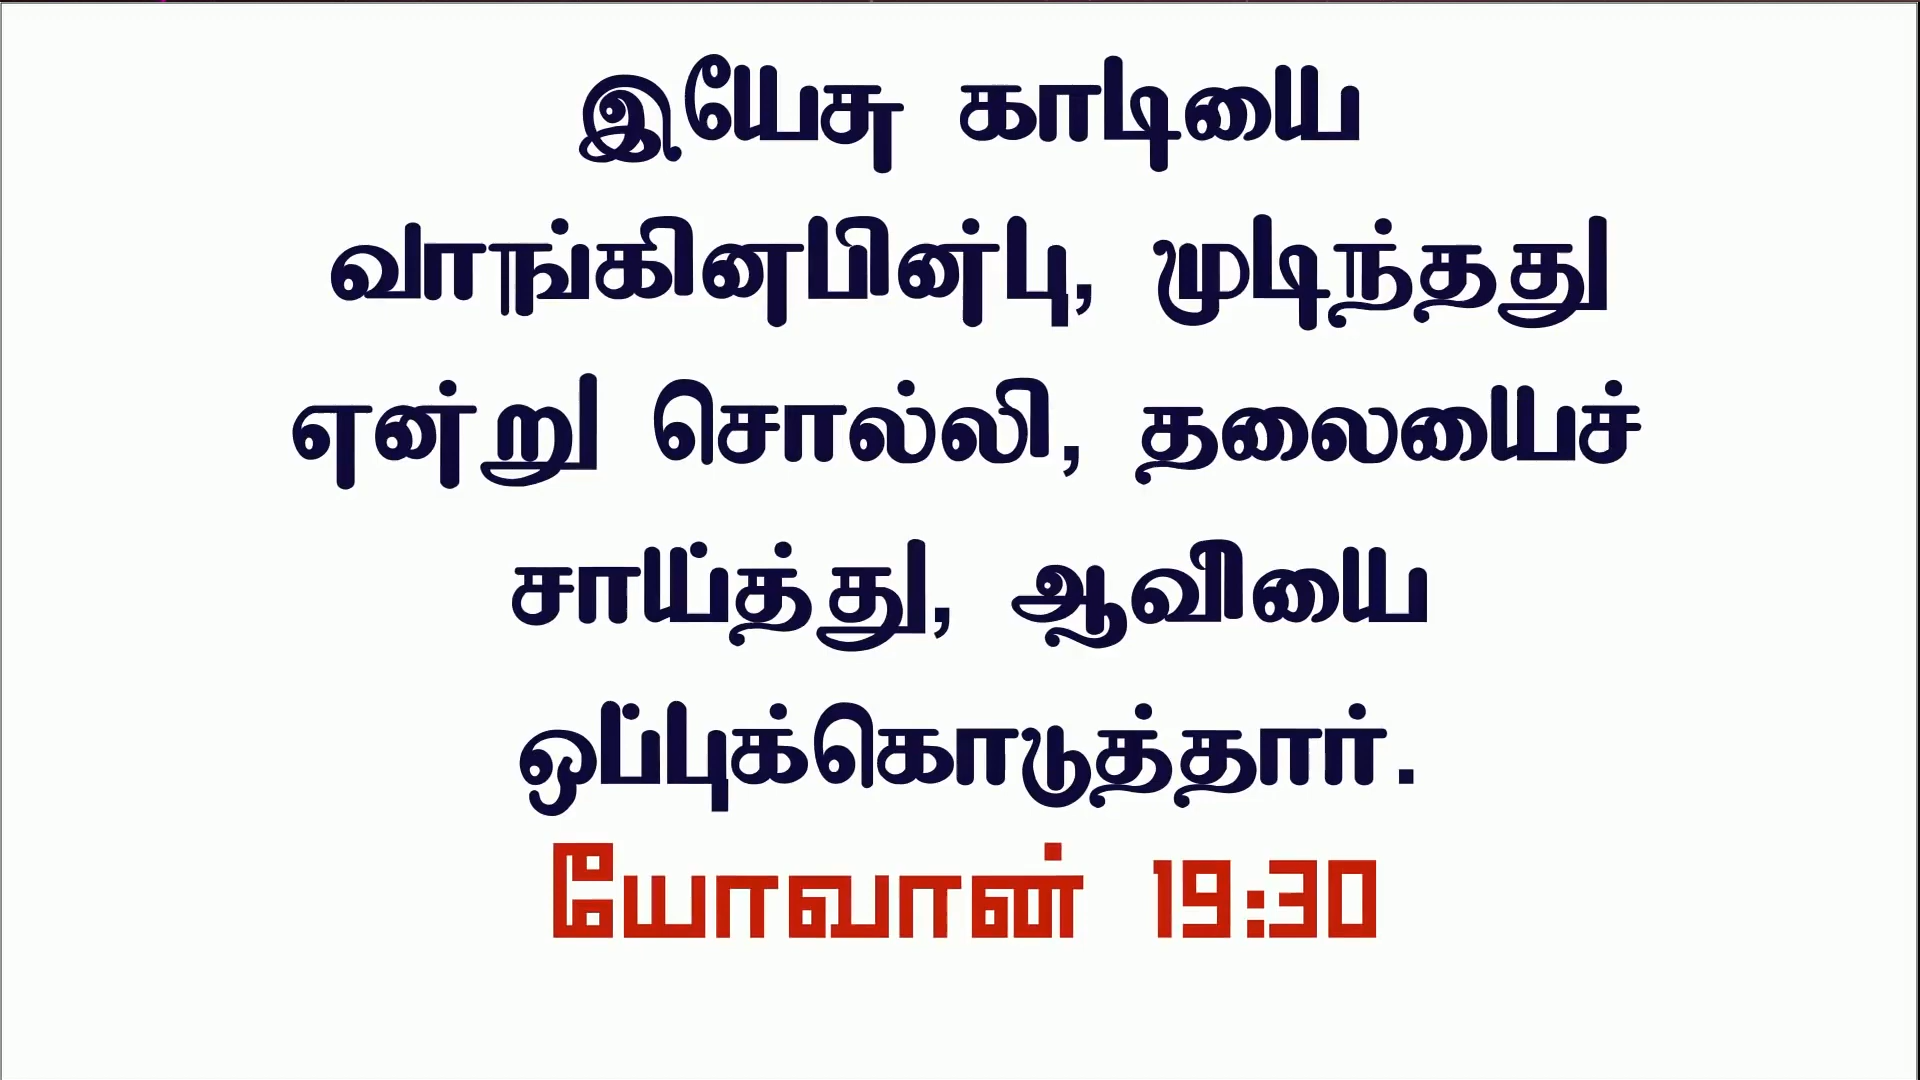 இயேசு காடியை
வாங்கினபின்பு, முடிந்தது
என்று சொல்லி, தலையைச்
சாய்த்து, ஆவியை
ஒப்புக்கொடுத்தார்.
யோவான் 19:30